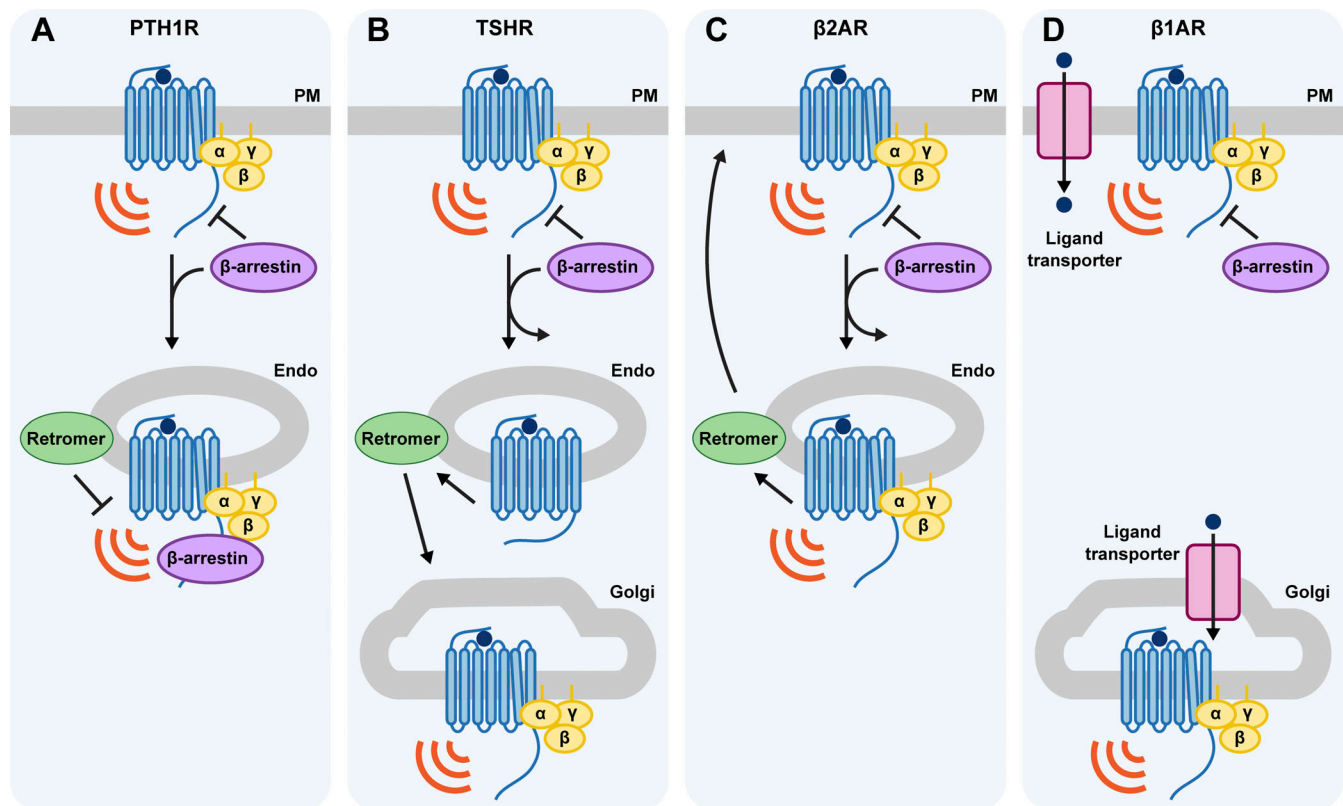 A
PTH1R
PM
α
γ
β
β-arrestin
Endo
Retromer
α
γ
β
β-arrestin
B
TSHR
PM
α
γ
β
β-arrestin
Endo
Retromer
Golgi
α
γ
β
C
β2AR
PM
α
γ
β
β-arrestin
Endo
Retromer
α
γ
β
D
β1AR
PM
α
γ
β
Ligand
transporter
β-arrestin
Ligand
transporter
Golgi
α
γ
β